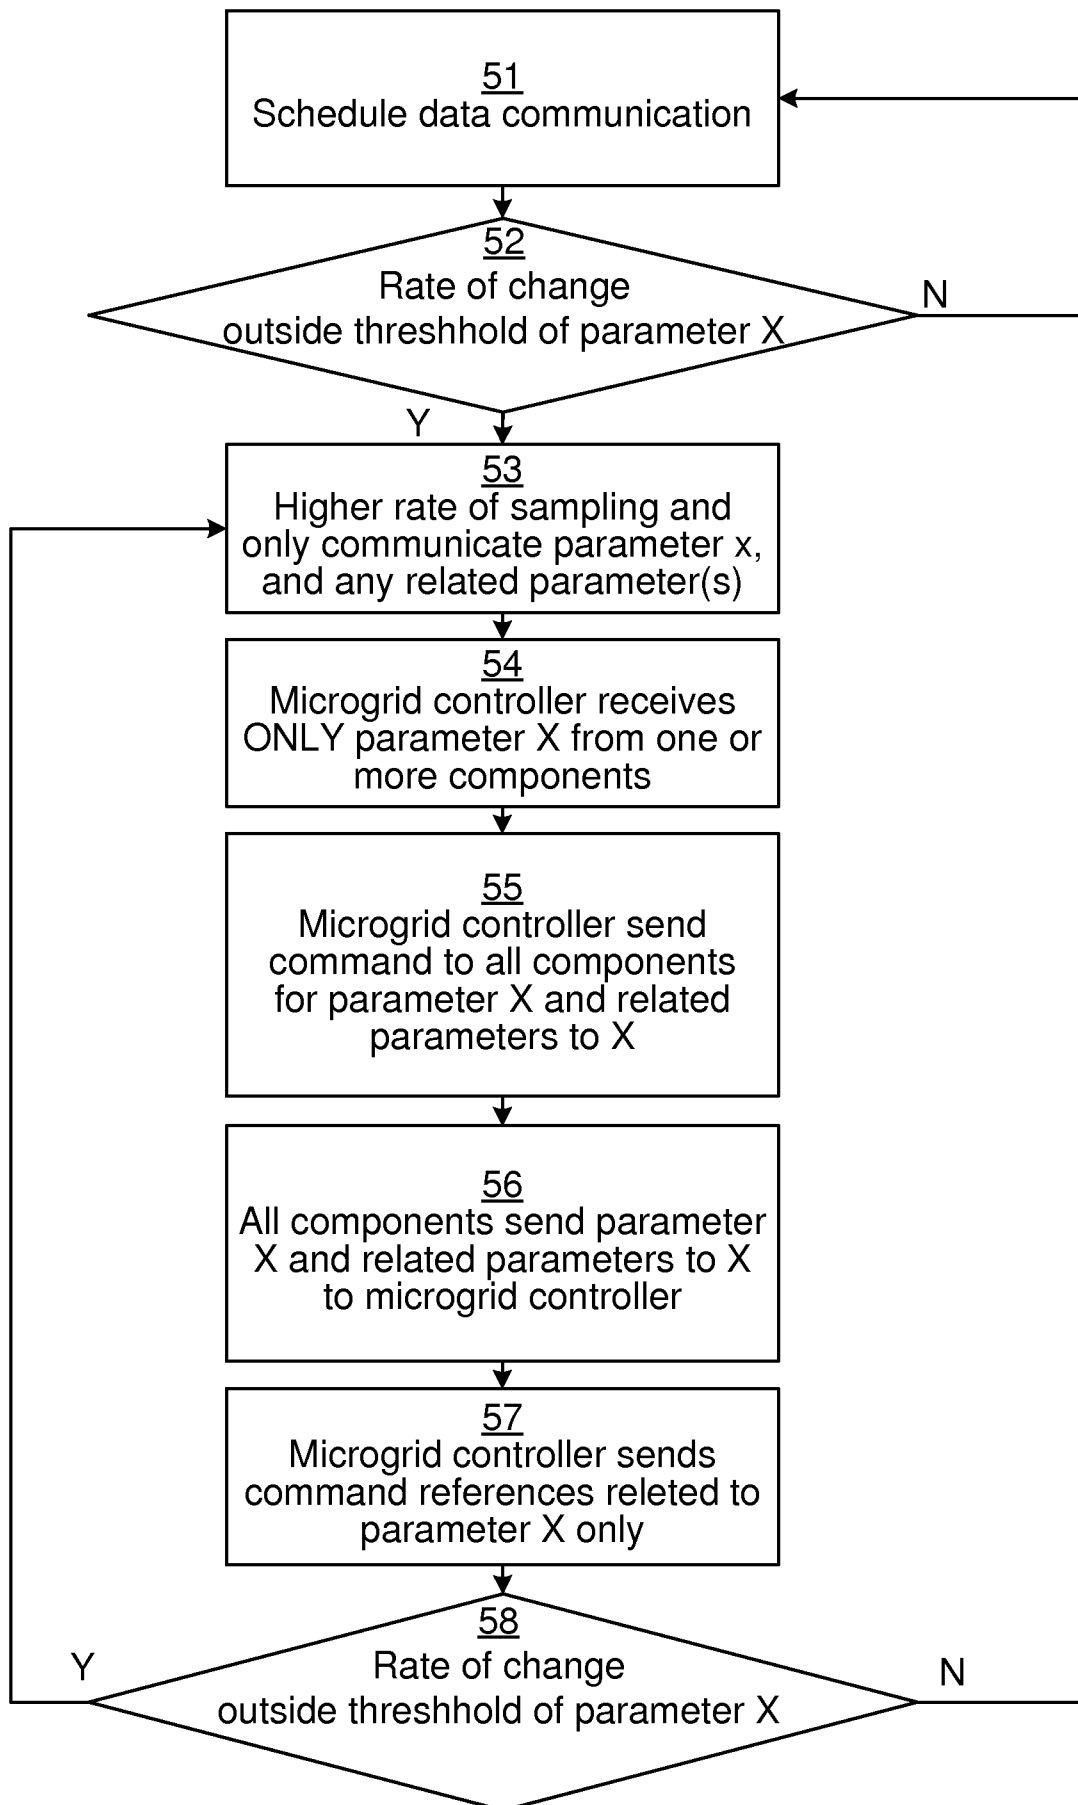 51
Schedule data communication
52
Rate of change
outside threshhold of parameter X
N
Y
53
Higher rate of sampling and
only communicate parameter x,
and any related parameter(s)
54
Microgrid controller receives
ONLY parameter X from one or
more components
55
Microgrid controller send
command to all components
for parameter X and related
parameters to X
56
All components send parameter
X and related parameters to X
to microgrid controller
57
Microgrid controller sends
command references releted to
parameter X only
58
Rate of change
outside threshhold of parameter X
Y
N